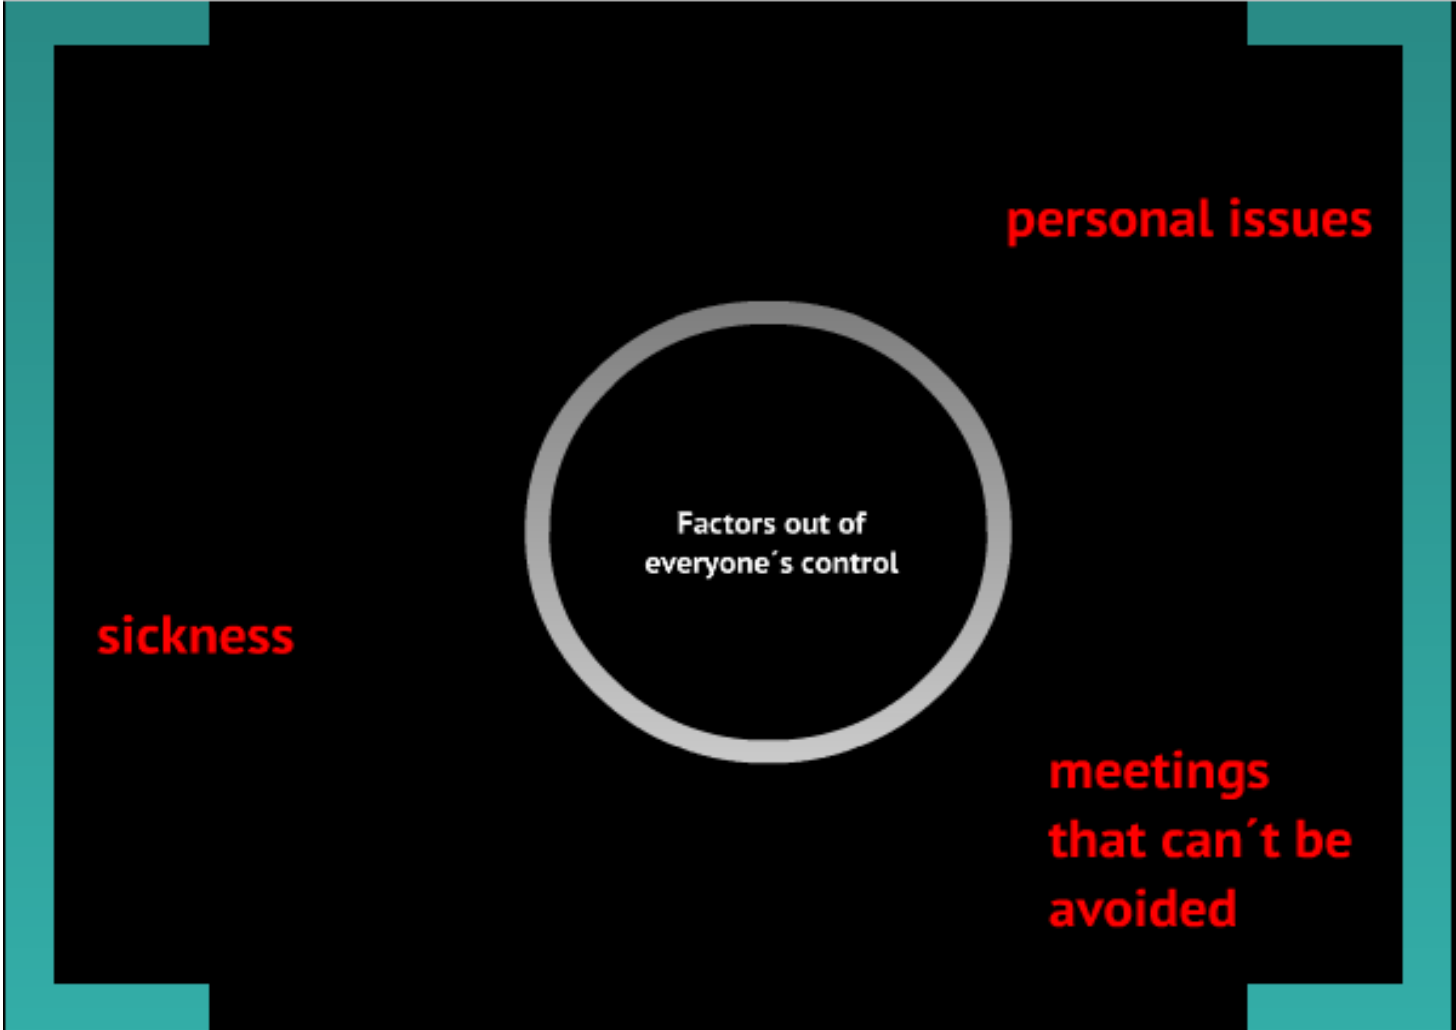 personal issues
Factors out of
everyone´s control
sickness
meetings
that can´t be
avoided